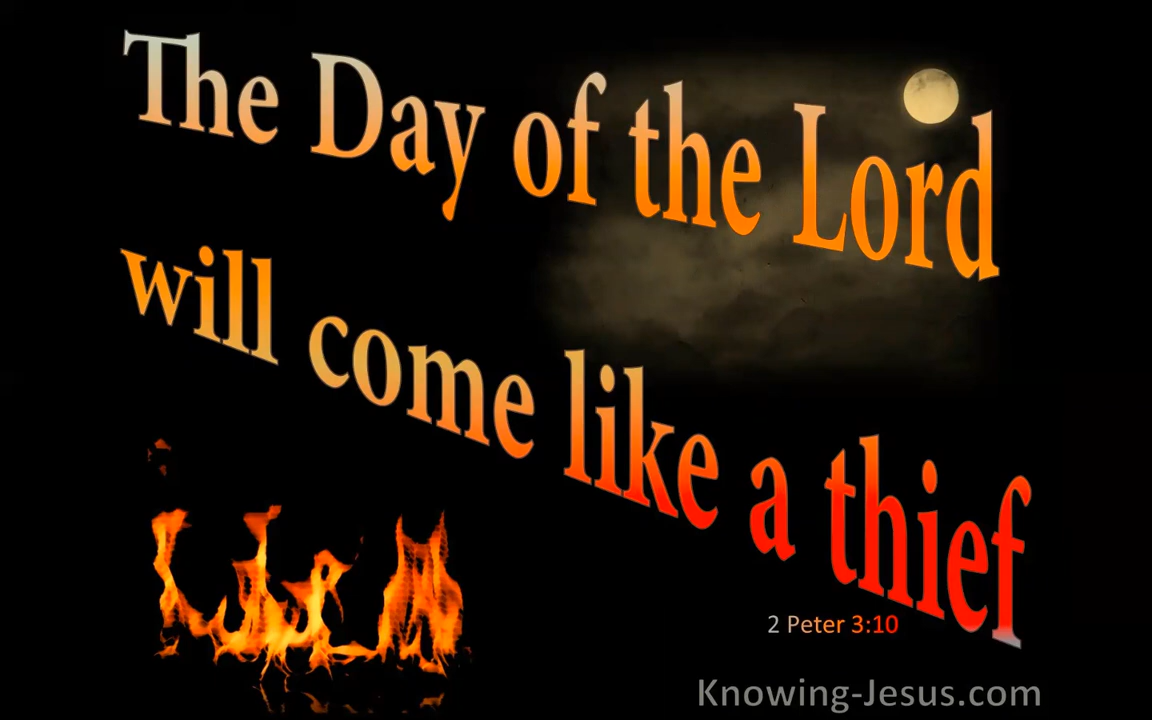 The Day of the Lord
will come like a thief
2 Peter 3:10
Knowing-Jesus.com